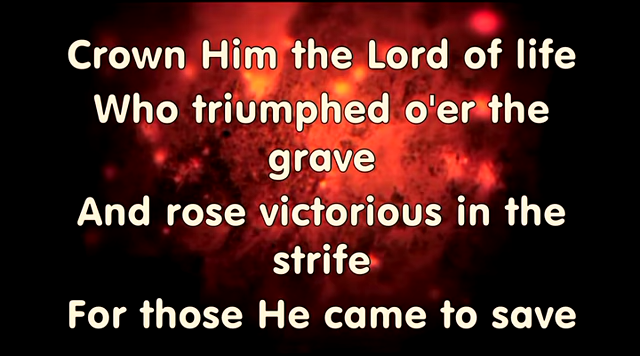 Crown Him the Lord of life
Who triumphed o'er the
grave
And rose victorious in the
strife
For those He came to save